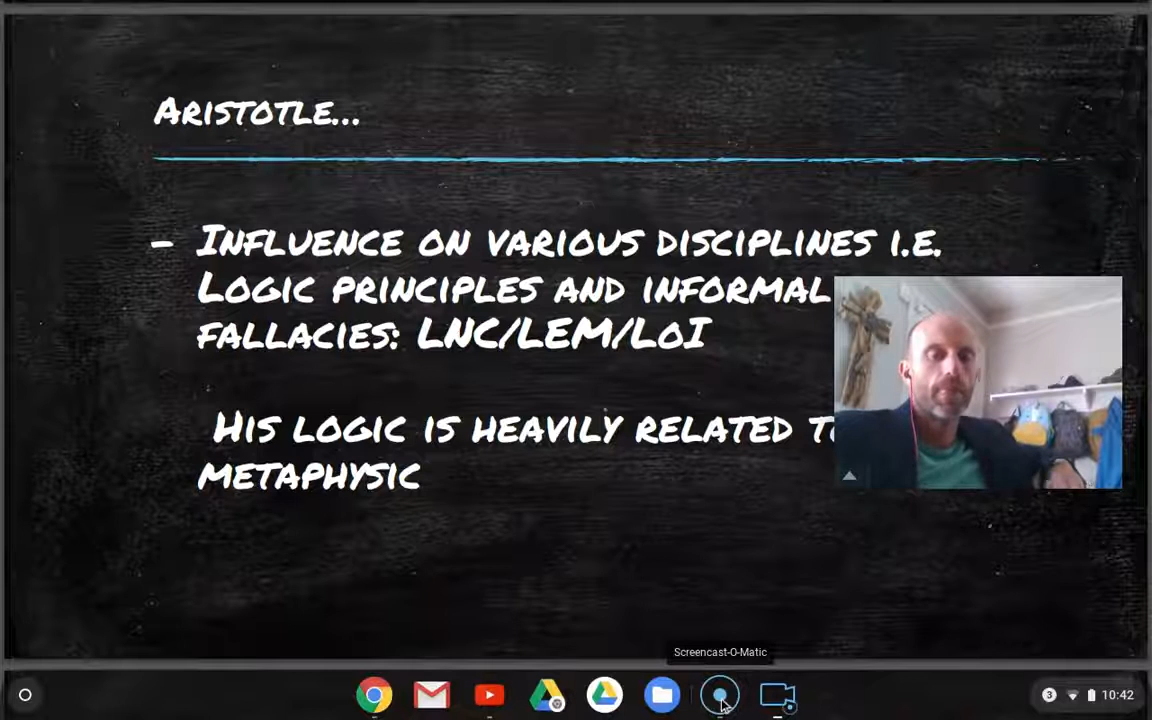 Aristotle...
- Influence on various disciplines i.e.
Logic principles and informal
fallacies: LNC/LEM/LoI
His logic is heavily related
metaphysic
Screencast-O-Matic
3
10:42